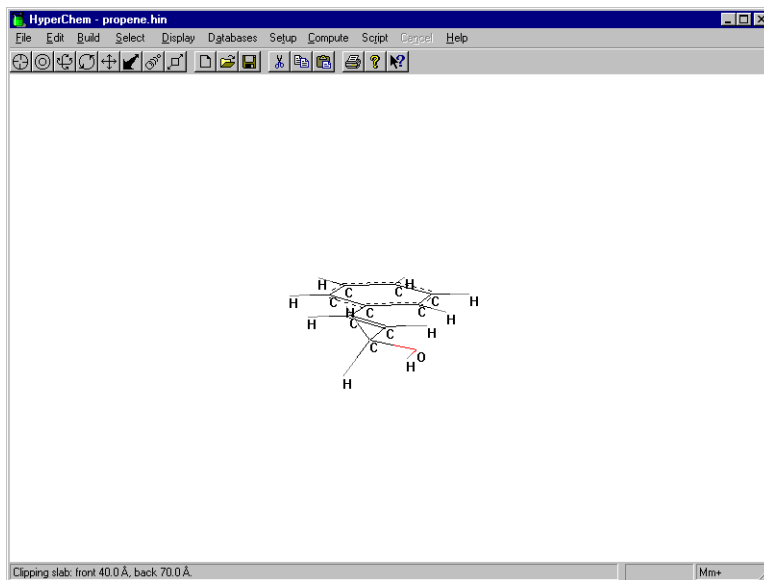 HyperChem - propene.hin
File Edit Build Select Display Databases Setup Compute Script Cancel Help
H H
C C
H C C H
H C H
H C C H
C O
H
H
Clipping slab: front 40.0 Å, back 70.0 Å. Mm+